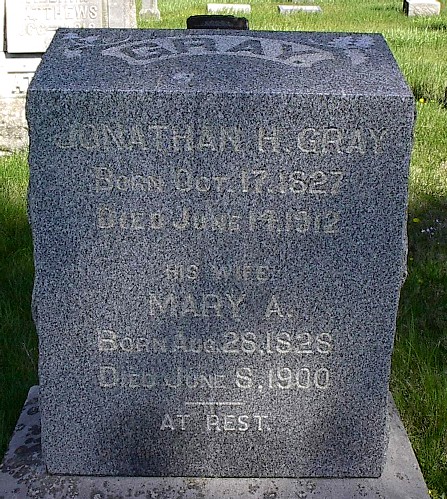 MATTHEWS
GRAY
JONATHAN H. GRAY
BORN OCT. 17, 1827
DIED JUNE 14, 1912
HIS WIFE
MARY A.
BORN AUG. 28, 1828
DIED JUNE 8, 1900
AT REST.